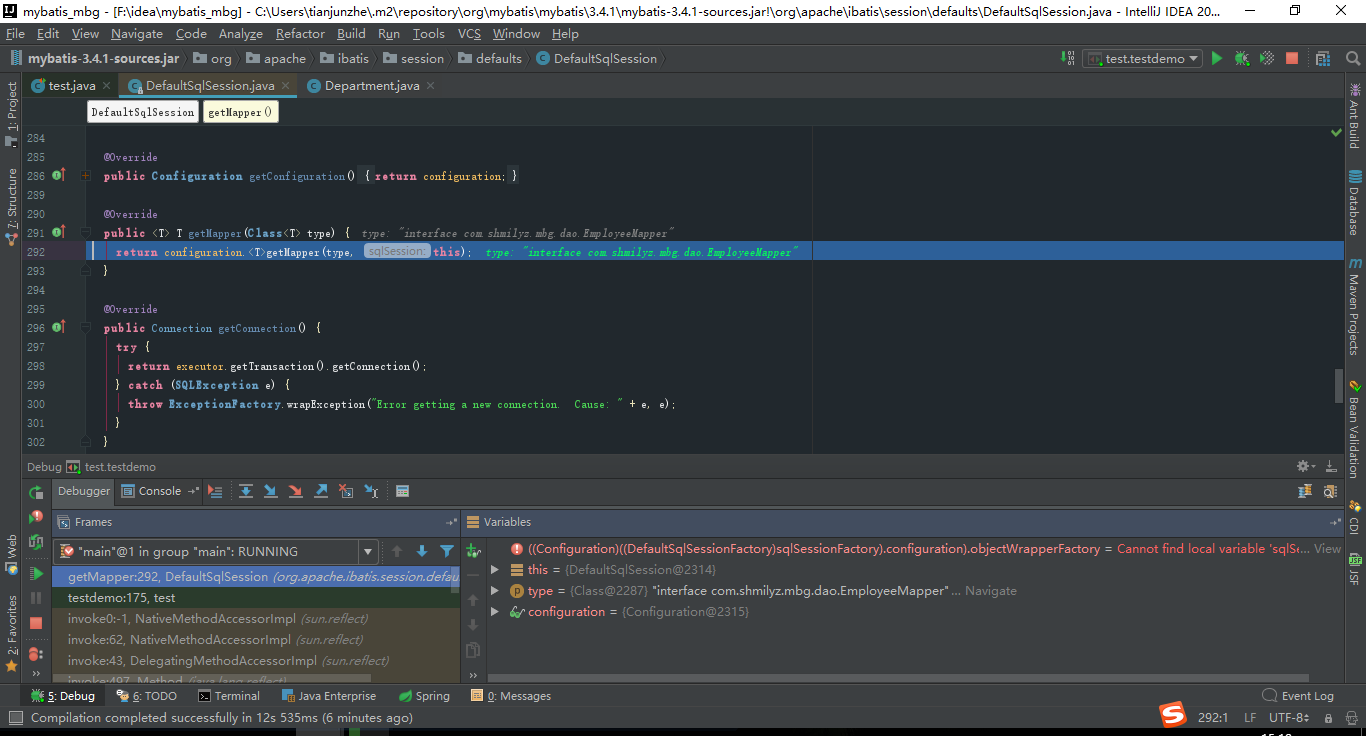 mybatis_mbg - [F:\idea\mybatis_mbg] - C:\Users\tianjunzhe\.m2\repository\org\mybatis\mybatis\3.4.1\mybatis-3.4.1-sources.jar!\org\apache\ibatis\session\defaults\DefaultSqlSession.java - IntelliJ IDEA 20...
File Edit View Navigate Code Analyze Refactor Build Run Tools VCS Window Help
mybatis-3.4.1-sources.jar org apache ibatis session defaults DefaultSqlSession test.testdemo
test.java DefaultSqlSession.java Department.java
DefaultSqlSession getMapper()
284
285 @Override
286 public Configuration getConfiguration() { return configuration; }
289
290 @Override
291 public <T> T getMapper(Class<T> type) { type: "interface com.shmilyz.mbg.dao.EmployeeMapper"
292 return configuration.<T>getMapper(type, sqlSession: this); type: "interface com.shmilyz.mbg.dao.EmployeeMapper"
293 }
294
295 @Override
296 public Connection getConnection() {
297 try {
298 return executor.getTransaction().getConnection();
299 } catch (SQLException e) {
300 throw ExceptionFactory.wrapException("Error getting a new connection.  Cause: " + e, e);
301 }
302 }
1: Project
7: Structure
Web
2: Favorites
Ant Build
Database
Maven Projects
Bean Validation
CDI
JSF
Debug test.testdemo
Debugger Console
Frames
Variables
"main"@1 in group "main": RUNNING
getMapper:292, DefaultSqlSession (org.apache.ibatis.session.defau
testdemo:175, test
invoke0:-1, NativeMethodAccessorImpl (sun.reflect)
invoke:62, NativeMethodAccessorImpl (sun.reflect)
invoke:43, DelegatingMethodAccessorImpl (sun.reflect)
invoke:497, Method (java.lang.reflect)
((Configuration)((DefaultSqlSessionFactory)sqlSessionFactory).configuration).objectWrapperFactory = Cannot find local variable 'sqlSe... View
this = {DefaultSqlSession@2314}
type = {Class@2287} "interface com.shmilyz.mbg.dao.EmployeeMapper" ... Navigate
configuration = {Configuration@2315}
5: Debug 6: TODO Terminal Java Enterprise Spring 0: Messages Event Log
Compilation completed successfully in 12s 535ms (6 minutes ago) 292:1 LF UTF-8